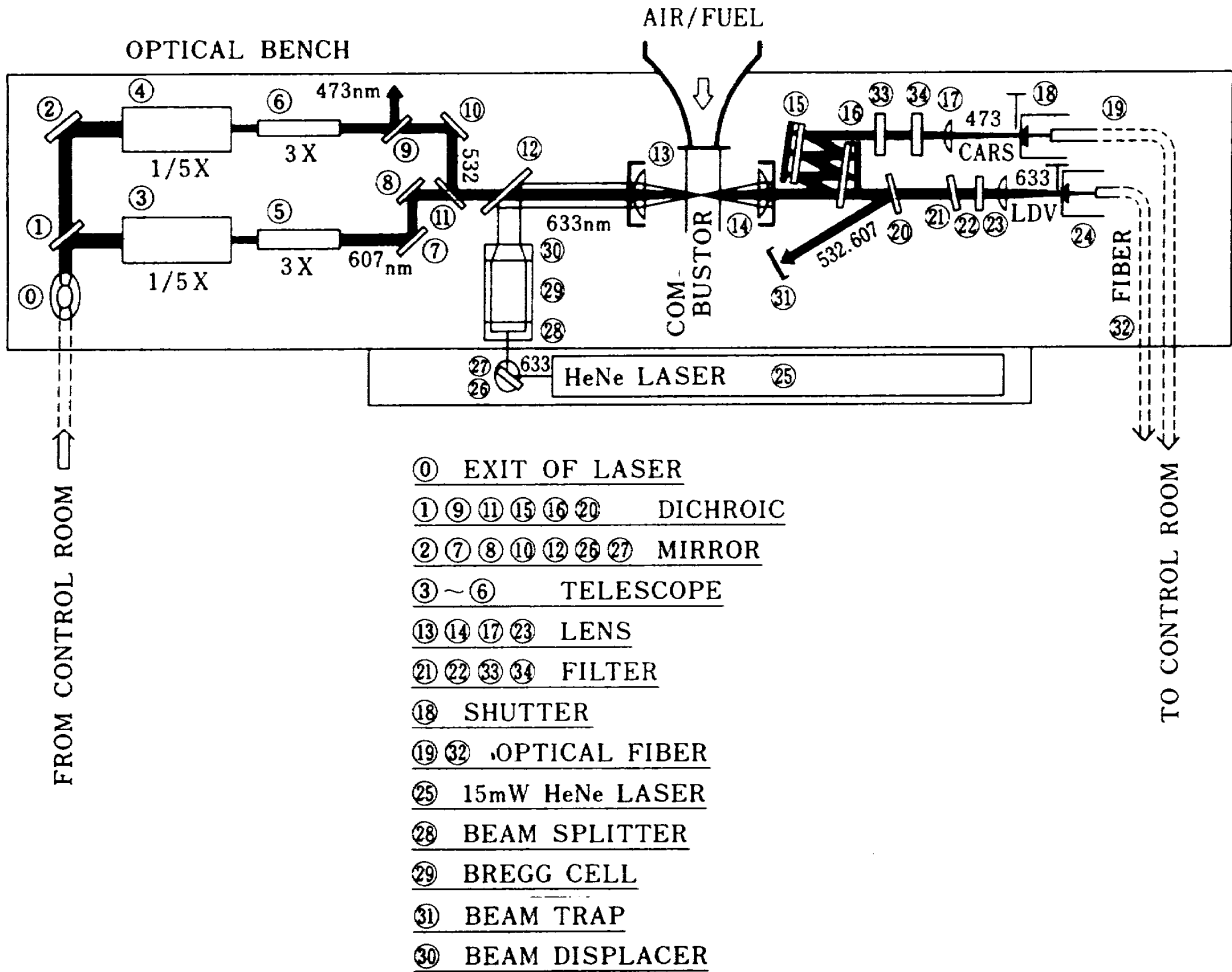 AIR/FUEL
OPTICAL BENCH
② ④ ⑥ 473nm ⑩ ⑮ ⑯ ㉝ ㉞ ⑰ ⑱ ⑲
1/5X 3X ⑨ 532 ⑫ ⑬ 473 CARS
① ③ ⑤ ⑧ ⑪ 633nm ⑭ 633 LDV
1/5X 3X 607nm ⑦ 532.607 ⑳ ㉑ ㉒ ㉓ ㉔
⓪ ㉚ ㉙ ㉘ COM-BUSTOR ㉛ FIBER ㉜
㉗ ㉖ 633 HeNe LASER ㉕
FROM CONTROL ROOM
TO CONTROL ROOM
⓪ EXIT OF LASER
① ⑨ ⑪ ⑮ ⑯ ⑳ DICHROIC
② ⑦ ⑧ ⑩ ⑫ ㉖ ㉗ MIRROR
③ ~ ⑥ TELESCOPE
⑬ ⑭ ⑰ ㉓ LENS
㉑ ㉒ ㉝ ㉞ FILTER
⑱ SHUTTER
⑲ ㉜ OPTICAL FIBER
㉕ 15mW HeNe LASER
㉘ BEAM SPLITTER
㉙ BREGG CELL
㉛ BEAM TRAP
㉚ BEAM DISPLACER